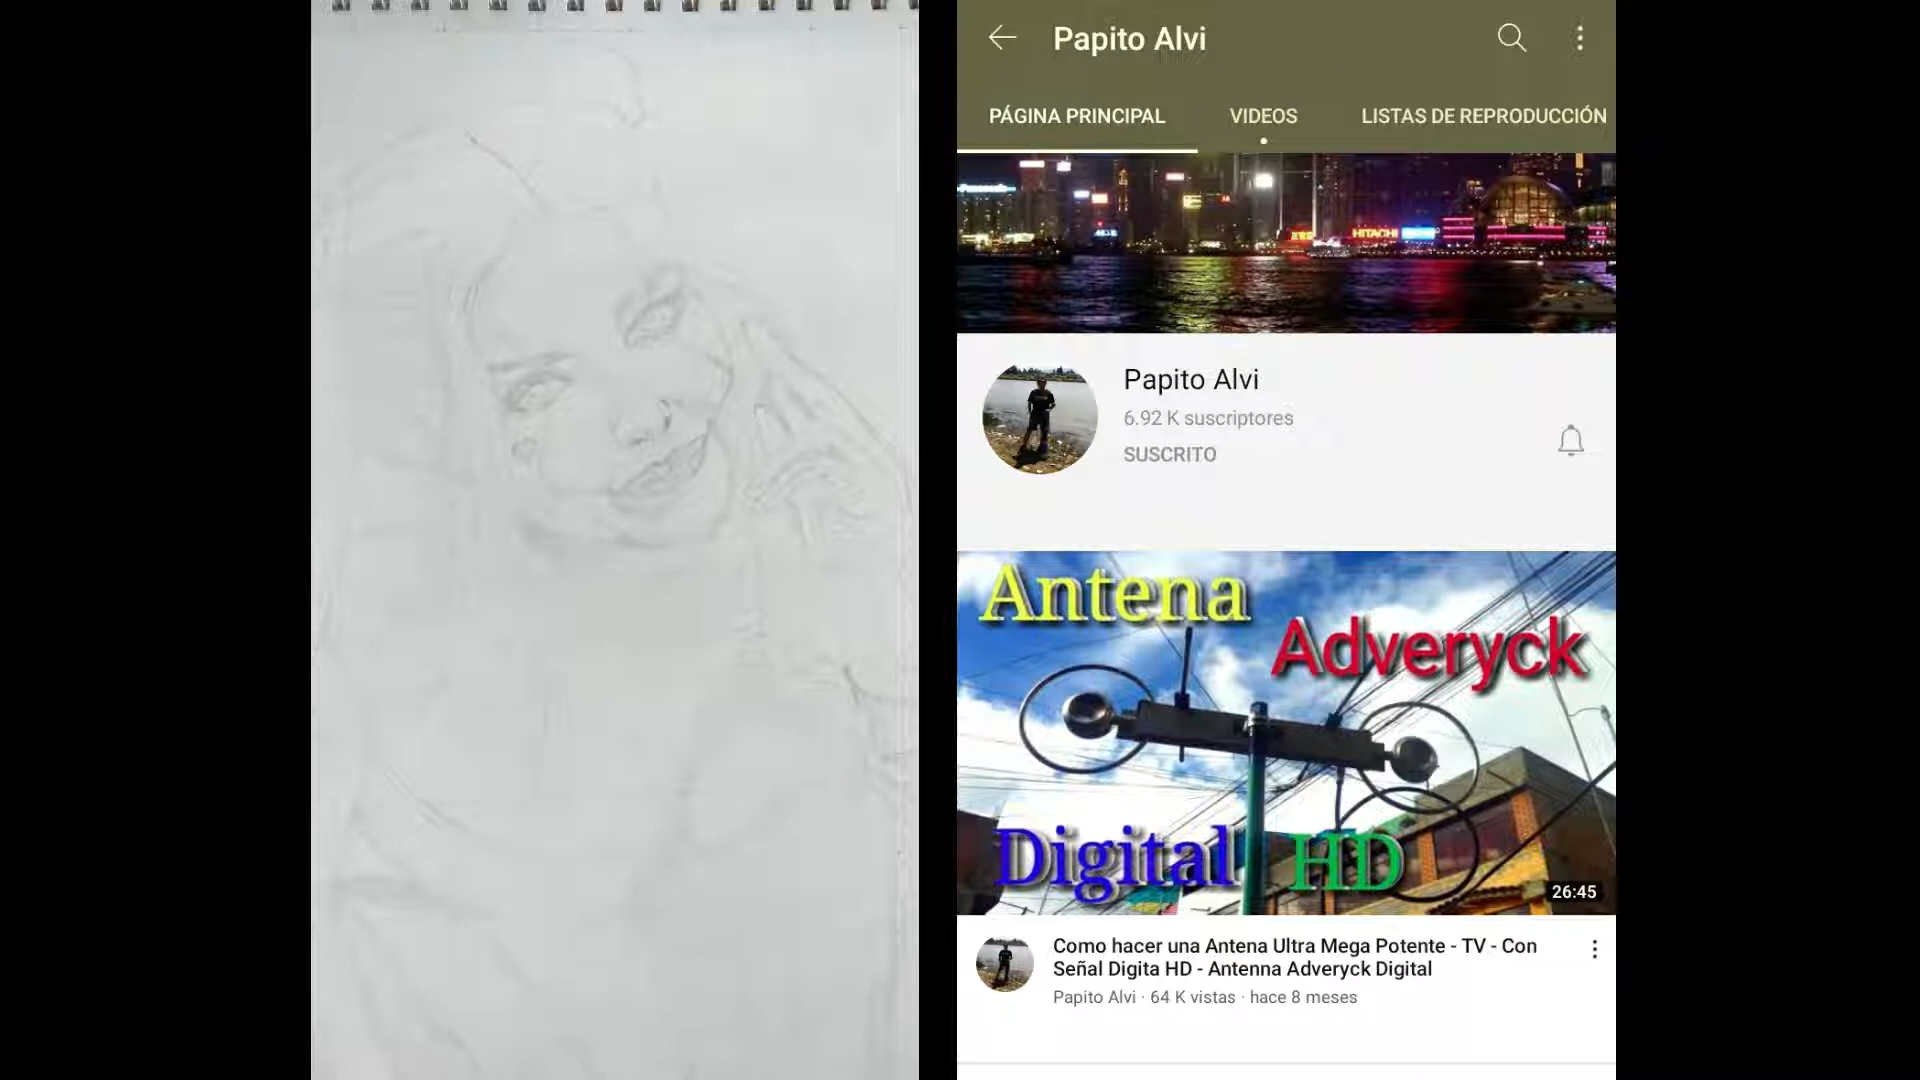 Papito Alvi
PÁGINA PRINCIPAL
VIDEOS
LISTAS DE REPRODUCCIÓN
Panasonic
HITACHI
Papito Alvi
6.92 K suscriptores
SUSCRITO
Antena
Adveryck
Digital HD
26:45
Como hacer una Antena Ultra Mega Potente - TV - Con
Señal Digita HD - Antenna Adveryck Digital
Papito Alvi · 64 K vistas · hace 8 meses